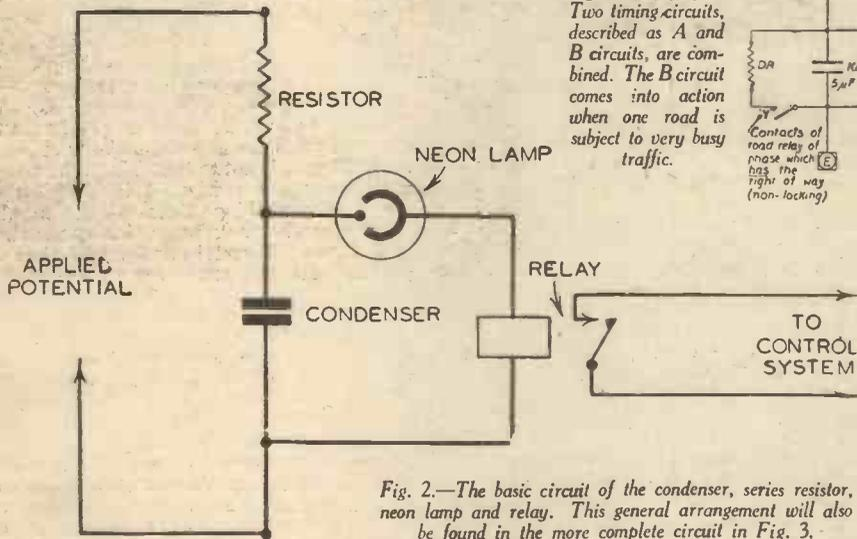 Two timing circuits,
described as A and
B circuits, are com-
bined. The B circuit
comes into action
when one road is
subject to very busy
traffic.
DA
5μF
Y
Contacts of
road relay of
phase which
has the
right of way
(non-locking)
E
RESISTOR
NEON LAMP
APPLIED
POTENTIAL
CONDENSER
RELAY
TO
CONTROL
SYSTEM
Fig. 2.—The basic circuit of the condenser, series resistor,
neon lamp and relay. This general arrangement will also
be found in the more complete circuit in Fig. 3.